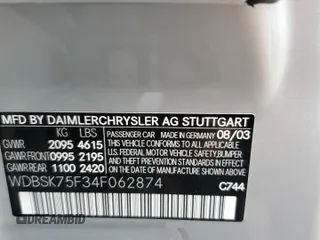 MFD BY DAIMLERCHRYSLER AG STUTTGART
KG LBS MADE IN GERMANY 08/03
GVWR 2095 4615
GAWR FRONT 0995 2195
GAWR REAR 1100 2420
THIS VEHICLE CONFORMS TO ALL APPLICABLE
U.S. FEDERAL MOTOR VEHICLE SAFETY
BUMPER AND THEFT PREVENTION
STANDARDS IN EFFECT ON THE DATE OF
MANUFACTURE SHOWN ABOVE
WDBSK75F34F062874 PASSENGER CAR
C744
DREAMBID